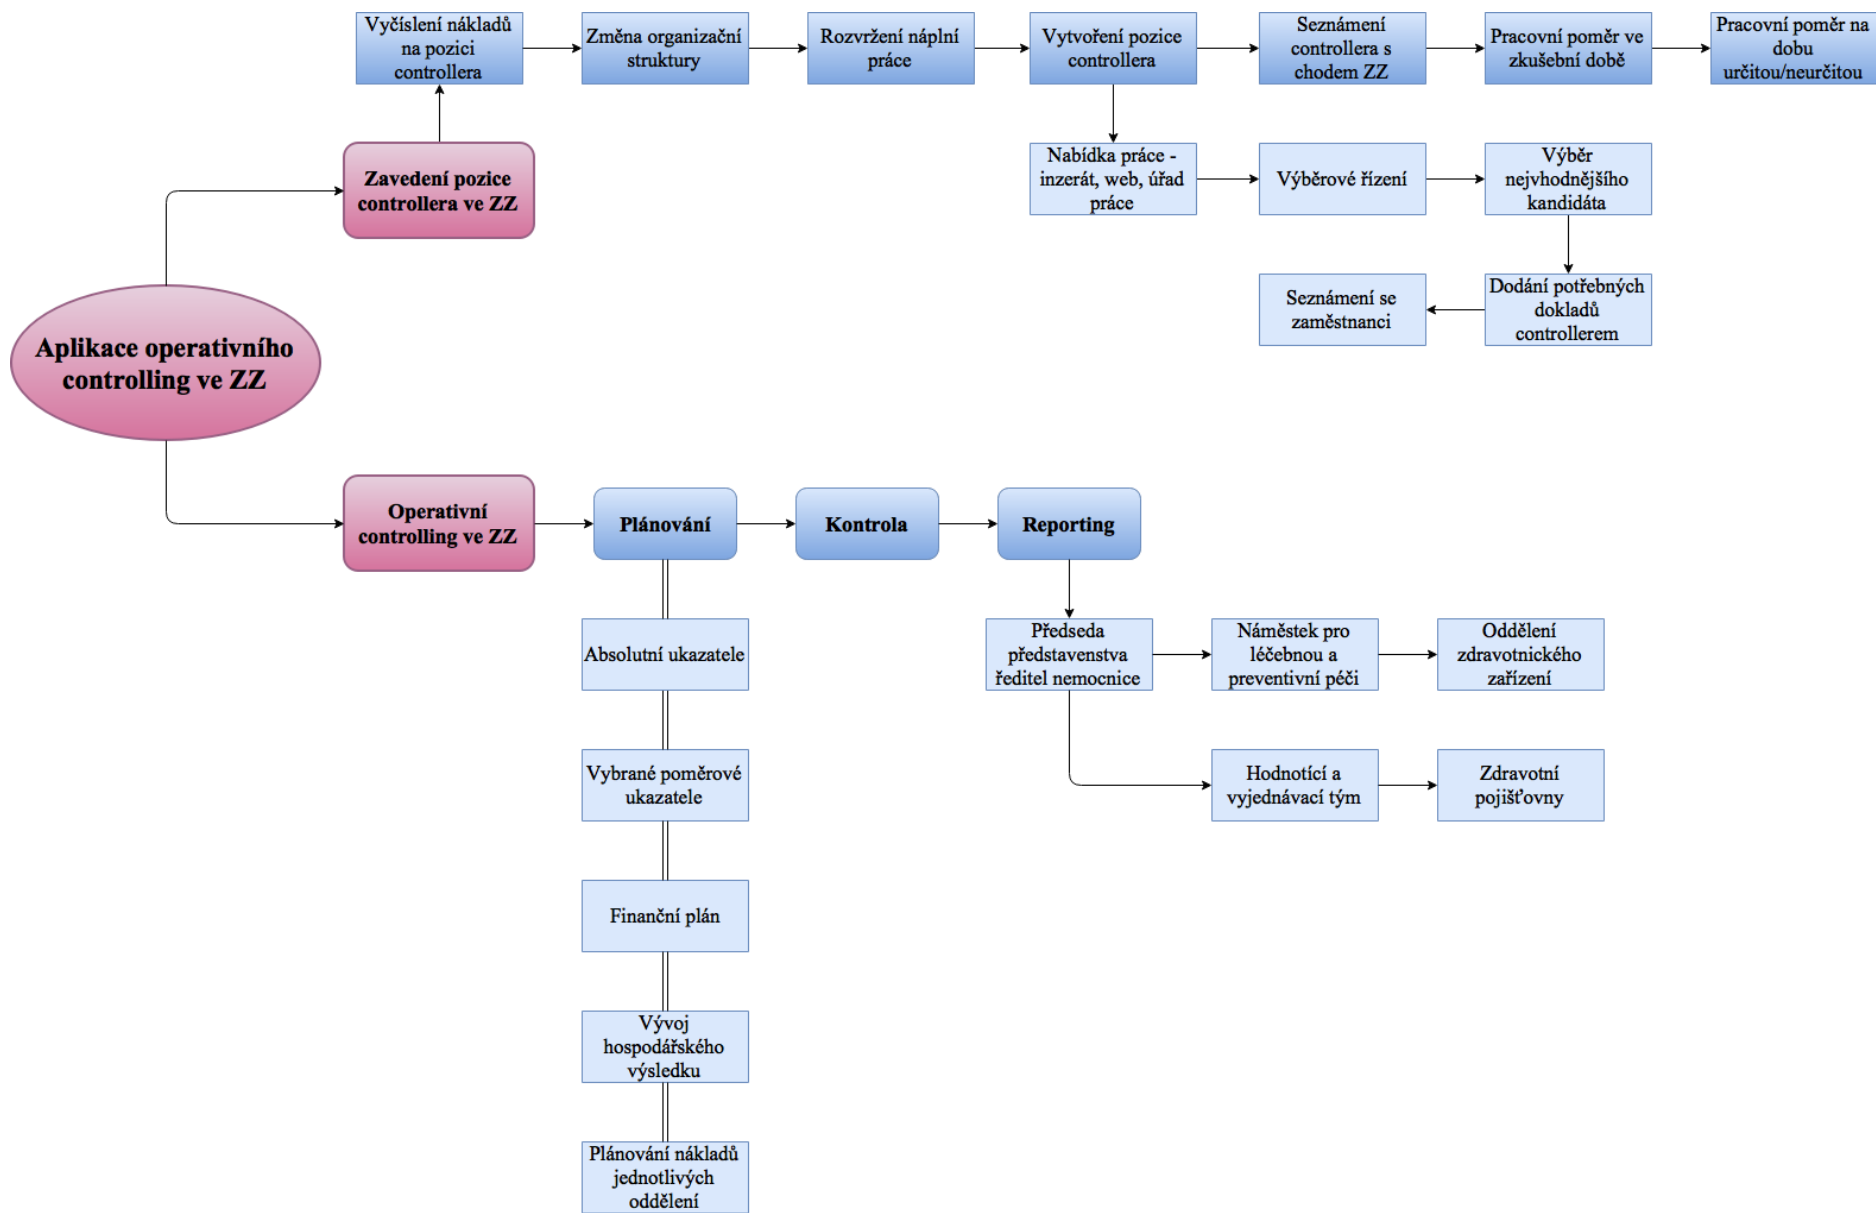 Vyčíslení nákladů
na pozici
controllera
Změna organizační
struktury
Rozvržení náplní
práce
Vytvoření pozice
controllera
Seznámení
controllera s
chodem ZZ
Pracovní poměr ve
zkušební době
Pracovní poměr na
dobu
určitou/neurčitou
Zavedení pozice
controllera ve ZZ
Nabídka práce -
inzerát, web, úřad
práce
Výběrové řízení
Výběr
nejvhodnějšího
kandidáta
Seznámení se
zaměstnanci
Dodání potřebných
dokladů
controllerem
Aplikace operativního
controlling ve ZZ
Operativní
controlling ve ZZ
Plánování
Kontrola
Reporting
Absolutní ukazatele
Předseda
představenstva
ředitel nemocnice
Náměstek pro
léčebnou a
preventivní péči
Oddělení
zdravotnického
zařízení
Vybrané poměrové
ukazatele
Hodnotící a
vyjednávací tým
Zdravotní
pojišťovny
Finanční plán
Vývoj
hospodářského
výsledku
Plánování nákladů
jednotlivých
oddělení